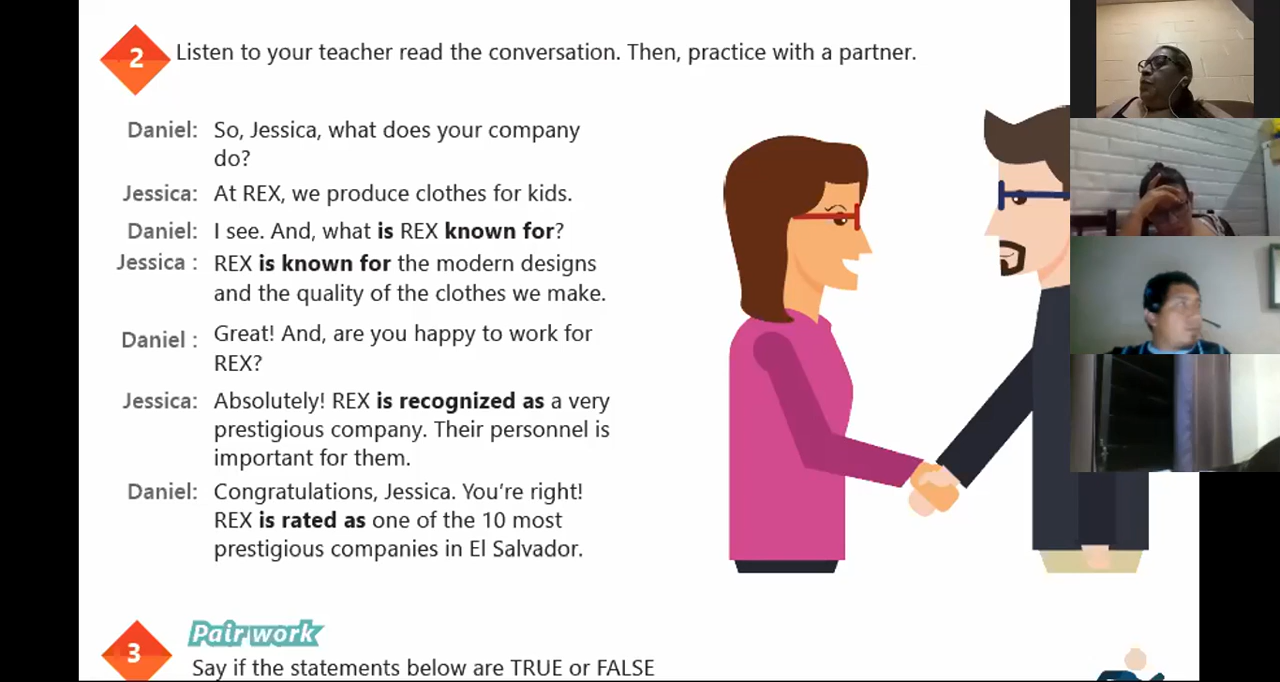 2 Listen to your teacher read the conversation. Then, practice with a partner.
Daniel: So, Jessica, what does your company
do?
Jessica: At REX, we produce clothes for kids.
Daniel: I see. And, what is REX known for?
Jessica : REX is known for the modern designs
and the quality of the clothes we make.
Daniel : Great! And, are you happy to work for
REX?
Jessica: Absolutely! REX is recognized as a very
prestigious company. Their personnel is
important for them.
Daniel: Congratulations, Jessica. You're right!
REX is rated as one of the 10 most
prestigious companies in El Salvador.
3 Pair work
Say if the statements below are TRUE or FALSE